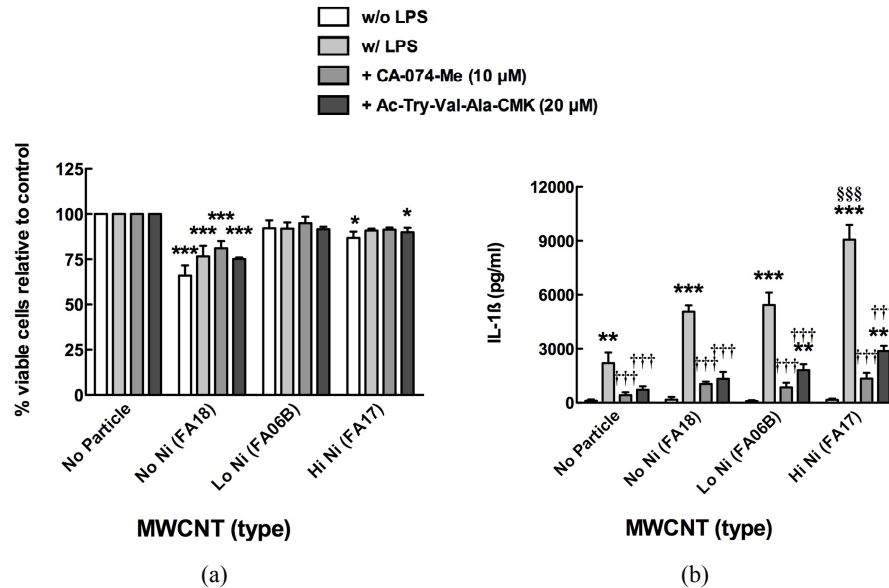 w/o LPS
w/ LPS
+ CA-074-Me (10 µM)
+ Ac-Try-Val-Ala-CMK (20 µM)
% viable cells relative to control
125
100
75
50
25
0
***
***
***
***
*
*
No Particle
No Ni (FA18)
Lo Ni (FA06B)
Hi Ni (FA17)
MWCNT (type)
(a)
IL-1ß (pg/ml)
12000
9000
6000
3000
0
**
†††
†††
***
†††
†††
***
†††
†††
**
§§§
***
†††
††
**
No Particle
No Ni (FA18)
Lo Ni (FA06B)
Hi Ni (FA17)
MWCNT (type)
(b)